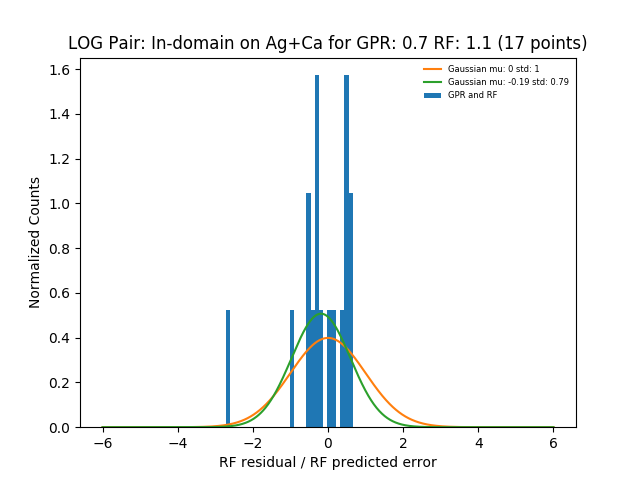 LOG Pair: In-domain on Ag+Ca for GPR: 0.7 RF: 1.1 (17 points)
Gaussian mu: 0 std: 1
Gaussian mu: -0.19 std: 0.79
GPR and RF
Normalized Counts
1.6
1.4
1.2
1.0
0.8
0.6
0.4
0.2
0.0
−6 −4 −2 0 2 4 6
RF residual / RF predicted error